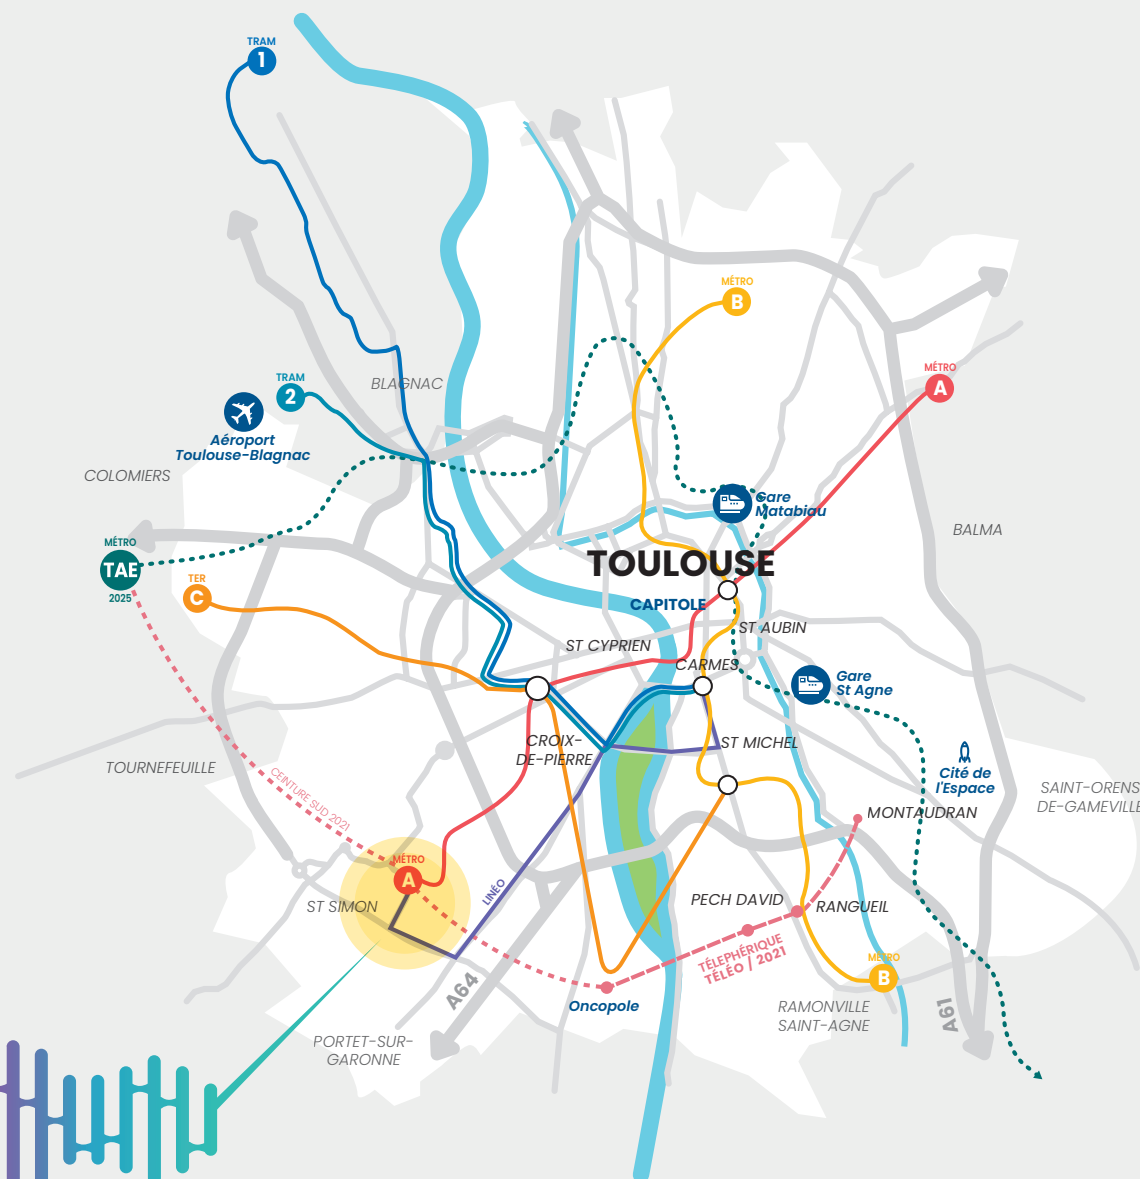 TRAM
1
MÉTRO
B
MÉTRO
A
TRAM
2
BLAGNAC
Aéroport
Toulouse-Blagnac
COLOMIERS
Gare
Matabiau
BALMA
MÉTRO
TAE
2025
TER
C
TOULOUSE
CAPITOLE
ST AUBIN
ST CYPRIEN
CARMES
Gare
St Agne
CROIX-
DE-PIERRE
ST MICHEL
TOURNEFEUILLE
Cité de
l'Espace
SAINT-ORENS
DE-GAMEVILLE
CEINTURE SUD 2021
MONTAUDRAN
MÉTRO
A
LINÉO
ST SIMON
PECH DAVID
RANGUEIL
TÉLEPHÉRIQUE
TÉLÉO / 2021
MÉTRO
B
A64
Oncopole
RAMONVILLE
SAINT-AGNE
A61
PORTET-SUR-
GARONNE